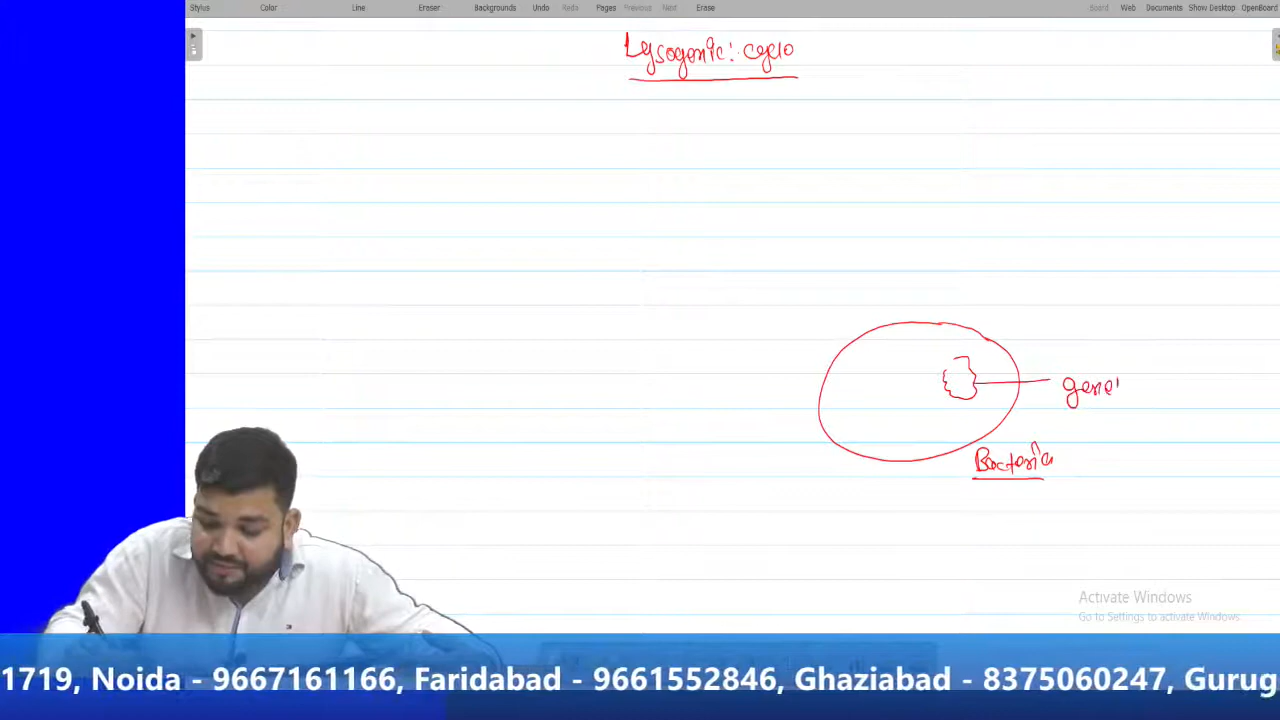 Stylus Color Line Eraser Backgrounds Undo Redo Pages Previous Next Erase Board Web Documents Show Desktop OpenBoard
Lysogenic: cycle
gene
Bacteria
Activate Windows
Go to Settings to activate Windows.
1719, Noida - 9667161166, Faridabad - 9661552846, Ghaziabad - 8375060247, Gurug